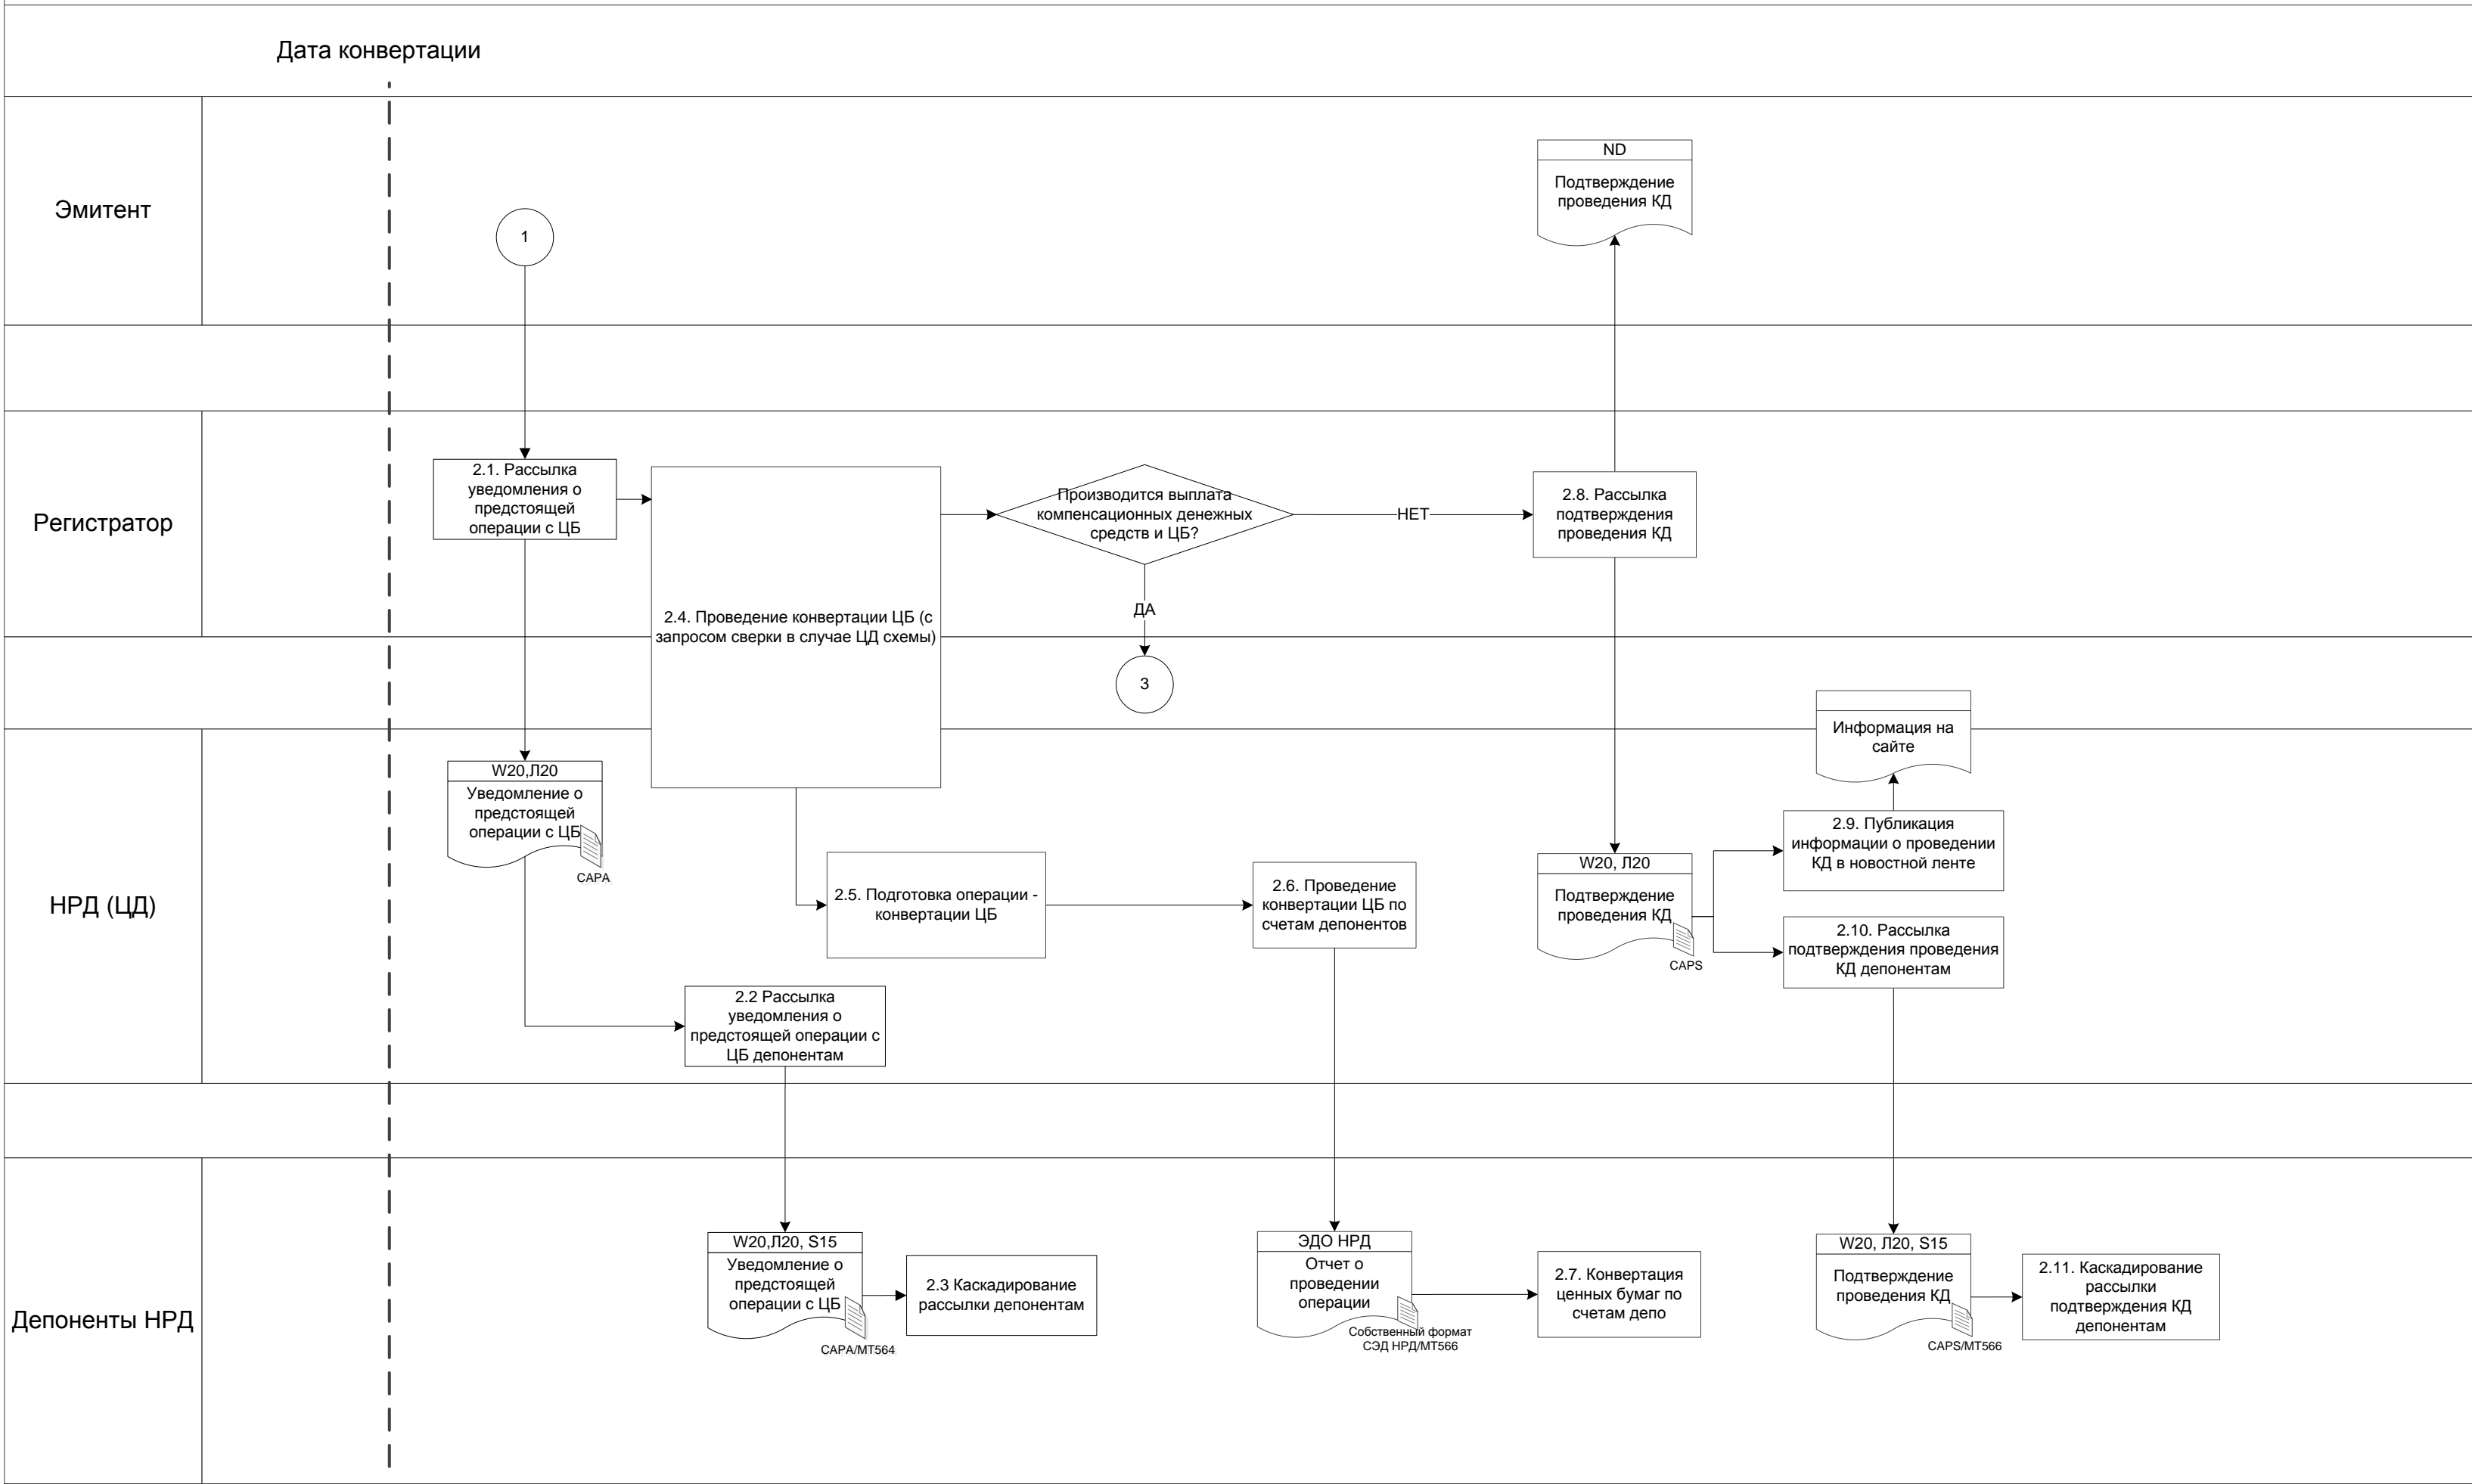 Дата конвертации
Эмитент
1
ND
Подтверждение
проведения КД
Регистратор
2.1. Рассылка
уведомления о
предстоящей
операции с ЦБ
2.4. Проведение конвертации ЦБ (с
запросом сверки в случае ЦД схемы)
Производится выплата
компенсационных денежных
средств и ЦБ?
НЕТ
ДА
3
2.8. Рассылка
подтверждения
проведения КД
НРД (ЦД)
W20,Л20
Уведомление о
предстоящей
операции с ЦБ
CAPA
2.2 Рассылка
уведомления о
предстоящей операции с
ЦБ депонентам
2.5. Подготовка операции -
конвертации ЦБ
2.6. Проведение
конвертации ЦБ по
счетам депонентов
W20, Л20
Подтверждение
проведения КД
CAPS
Информация на
сайте
2.9. Публикация
информации о проведении
КД в новостной ленте
2.10. Рассылка
подтверждения проведения
КД депонентам
Депоненты НРД
W20,Л20, S15
Уведомление о
предстоящей
операции с ЦБ
CAPA/MT564
2.3 Каскадирование
рассылки депонентам
ЭДО НРД
Отчет о
проведении
операции
Собственный формат
СЭД НРД/MT566
2.7. Конвертация
ценных бумаг по
счетам депо
W20, Л20, S15
Подтверждение
проведения КД
CAPS/MT566
2.11. Каскадирование
рассылки
подтверждения КД
депонентам